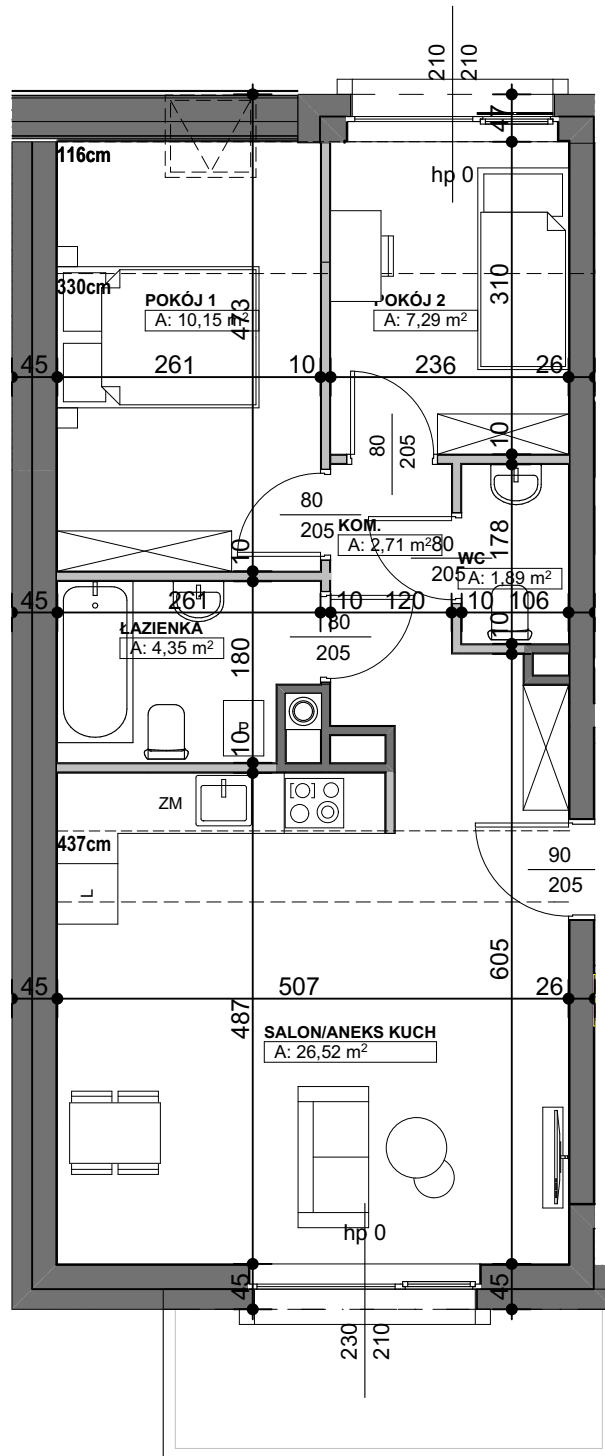 210
210
47
116cm
hp 0
330cm
POKÓJ 1
A: 10,15 m²
473
POKÓJ 2
A: 7,29 m²
310
45
261
10
236
26
80
205
10
80
205
KOM.
A: 2,71 m²
178
80
205
WC
A: 1,89 m²
10
45
261
10
120
10
106
ŁAZIENKA
A: 4,35 m²
80
205
10
180
P
10
ZM
437cm
L
90
205
605
45
507
26
487
SALON/ANEKS KUCH
A: 26,52 m²
hp 0
45
45
230
210